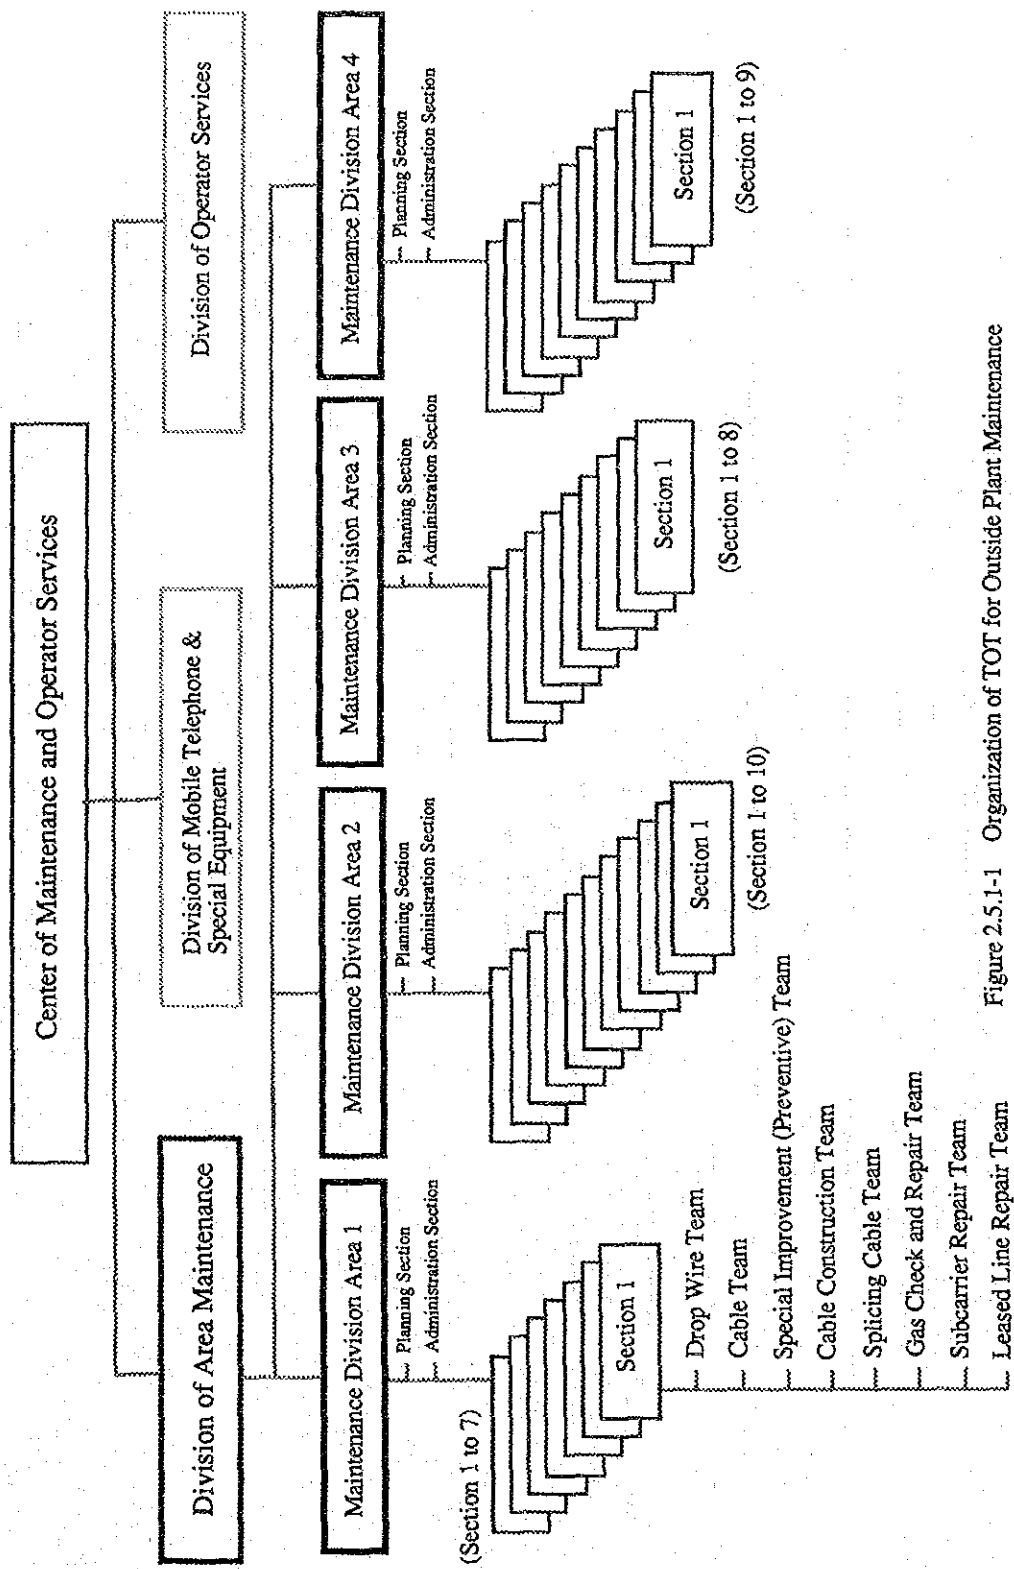 Center of Maintenance and Operator Services
Division of Area Maintenance
Division of Mobile Telephone &
Special Equipment
Division of Operator Services
Maintenance Division Area 1
Planning Section
Administration Section
Maintenance Division Area 2
Planning Section
Administration Section
Maintenance Division Area 3
Planning Section
Administration Section
Maintenance Division Area 4
Planning Section
Administration Section
(Section 1 to 7)
Section 1
Section 1
(Section 1 to 10)
Section 1
(Section 1 to 8)
Section 1
(Section 1 to 9)
Drop Wire Team
Cable Team
Special Improvement (Preventive) Team
Cable Construction Team
Splicing Cable Team
Gas Check and Repair Team
Subcarrier Repair Team
Leased Line Repair Team
Figure 2.5.1-1 Organization of TOT for Outside Plant Maintenance